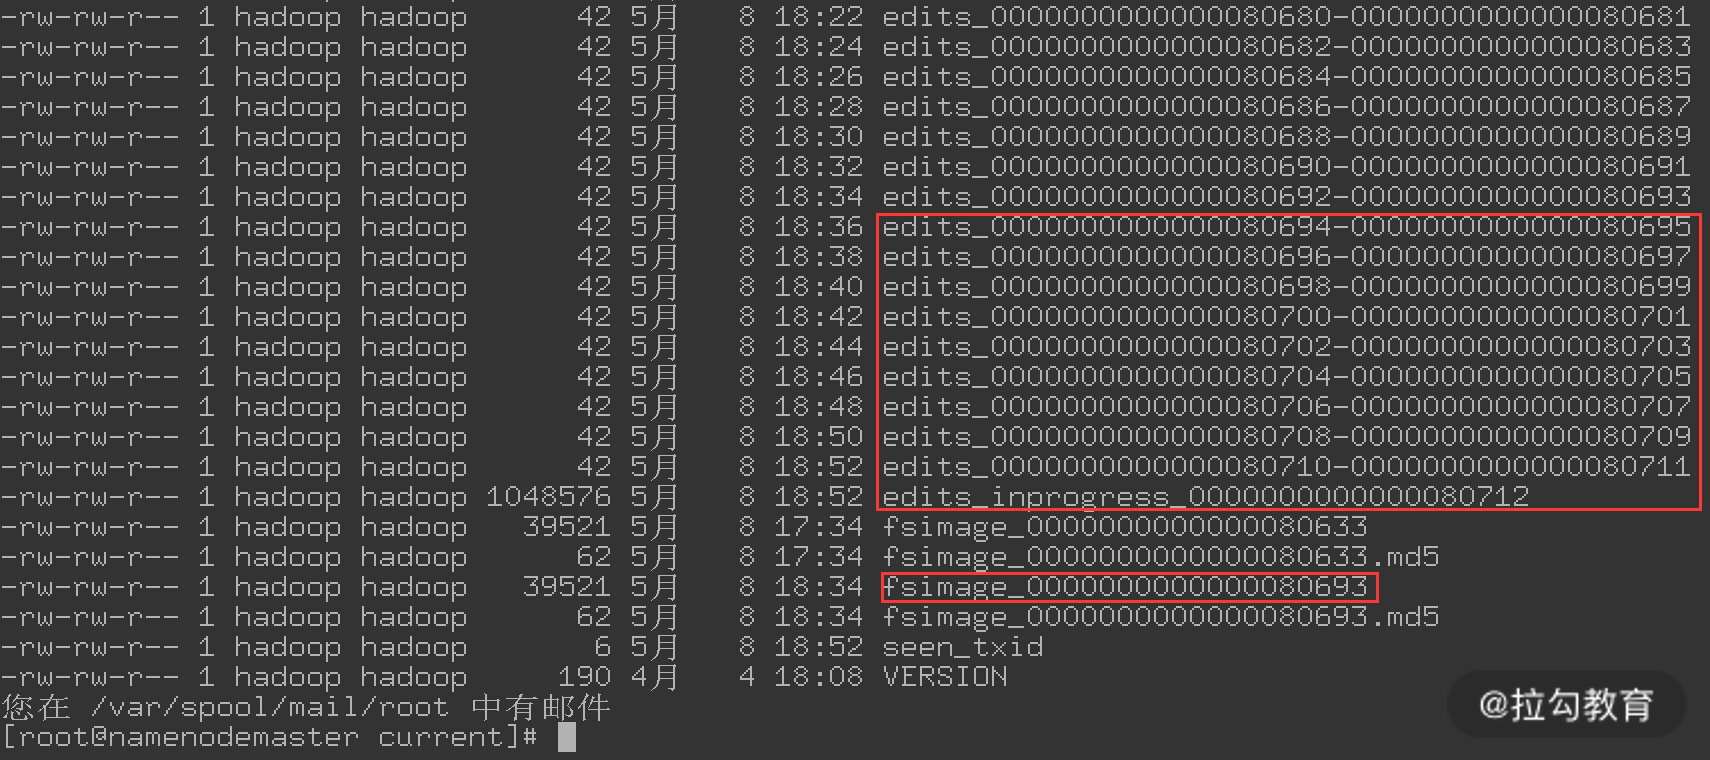 -rw-rw-r-- 1 hadoop hadoop      42 5月   8 18:22 edits_0000000000000080680-0000000000000080681
-rw-rw-r-- 1 hadoop hadoop      42 5月   8 18:24 edits_0000000000000080682-0000000000000080683
-rw-rw-r-- 1 hadoop hadoop      42 5月   8 18:26 edits_0000000000000080684-0000000000000080685
-rw-rw-r-- 1 hadoop hadoop      42 5月   8 18:28 edits_0000000000000080686-0000000000000080687
-rw-rw-r-- 1 hadoop hadoop      42 5月   8 18:30 edits_0000000000000080688-0000000000000080689
-rw-rw-r-- 1 hadoop hadoop      42 5月   8 18:32 edits_0000000000000080690-0000000000000080691
-rw-rw-r-- 1 hadoop hadoop      42 5月   8 18:34 edits_0000000000000080692-0000000000000080693
-rw-rw-r-- 1 hadoop hadoop      42 5月   8 18:36 edits_0000000000000080694-0000000000000080695
-rw-rw-r-- 1 hadoop hadoop      42 5月   8 18:38 edits_0000000000000080696-0000000000000080697
-rw-rw-r-- 1 hadoop hadoop      42 5月   8 18:40 edits_0000000000000080698-0000000000000080699
-rw-rw-r-- 1 hadoop hadoop      42 5月   8 18:42 edits_0000000000000080700-0000000000000080701
-rw-rw-r-- 1 hadoop hadoop      42 5月   8 18:44 edits_0000000000000080702-0000000000000080703
-rw-rw-r-- 1 hadoop hadoop      42 5月   8 18:46 edits_0000000000000080704-0000000000000080705
-rw-rw-r-- 1 hadoop hadoop      42 5月   8 18:48 edits_0000000000000080706-0000000000000080707
-rw-rw-r-- 1 hadoop hadoop      42 5月   8 18:50 edits_0000000000000080708-0000000000000080709
-rw-rw-r-- 1 hadoop hadoop      42 5月   8 18:52 edits_0000000000000080710-0000000000000080711
-rw-rw-r-- 1 hadoop hadoop 1048576 5月   8 18:52 edits_inprogress_0000000000000080712
-rw-rw-r-- 1 hadoop hadoop   39521 5月   8 17:34 fsimage_0000000000000080633
-rw-rw-r-- 1 hadoop hadoop      62 5月   8 17:34 fsimage_0000000000000080633.md5
-rw-rw-r-- 1 hadoop hadoop   39521 5月   8 18:34 fsimage_0000000000000080693
-rw-rw-r-- 1 hadoop hadoop      62 5月   8 18:34 fsimage_0000000000000080693.md5
-rw-rw-r-- 1 hadoop hadoop       6 5月   8 18:52 seen_txid
-rw-rw-r-- 1 hadoop hadoop     190 4月   4 18:08 VERSION
您在 /var/spool/mail/root 中有邮件
[root@namenodemaster current]#
@拉勾教育